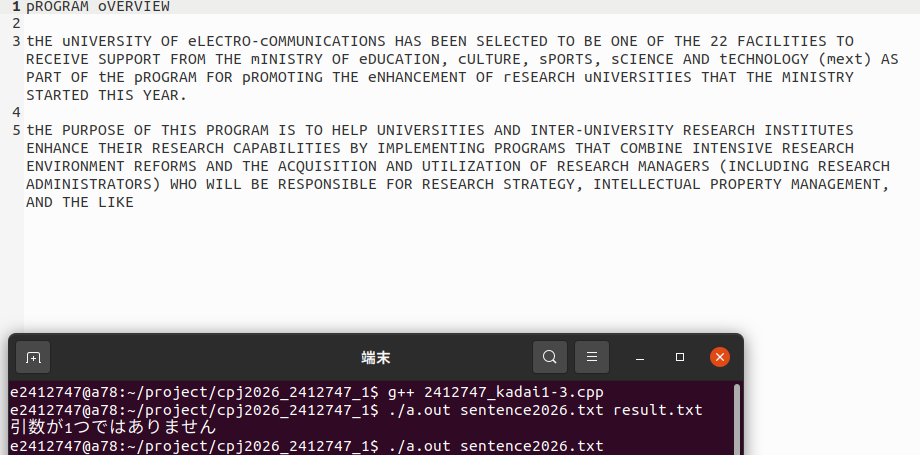 1 pROGRAM oVERVIEW
2
3 tHE uNIVERSITY OF eLECTRO-cOMMUNICATIONS HAS BEEN SELECTED TO BE ONE OF THE 22 FACILITIES TO
RECEIVE SUPPORT FROM THE mINISTRY OF eDUCATION, cULTURE, sPORTS, sCIENCE AND tECHNOLOGY (mext) AS
PART OF tHE pROGRAM FOR pROMOTING THE eNHANCEMENT OF rESEARCH uNIVERSITIES THAT THE MINISTRY
STARTED THIS YEAR.
4
5 tHE PURPOSE OF THIS PROGRAM IS TO HELP UNIVERSITIES AND INTER-UNIVERSITY RESEARCH INSTITUTES
ENHANCE THEIR RESEARCH CAPABILITIES BY IMPLEMENTING PROGRAMS THAT COMBINE INTENSIVE RESEARCH
ENVIRONMENT REFORMS AND THE ACQUISITION AND UTILIZATION OF RESEARCH MANAGERS (INCLUDING RESEARCH
ADMINISTRATORS) WHO WILL BE RESPONSIBLE FOR RESEARCH STRATEGY, INTELLECTUAL PROPERTY MANAGEMENT,
AND THE LIKE
端末
e2412747@a78:~/project/cpj2026_2412747_1$ g++ 2412747_kadai1-3.cpp
e2412747@a78:~/project/cpj2026_2412747_1$ ./a.out sentence2026.txt result.txt
引数が1つではありません
e2412747@a78:~/project/cpj2026_2412747_1$ ./a.out sentence2026.txt